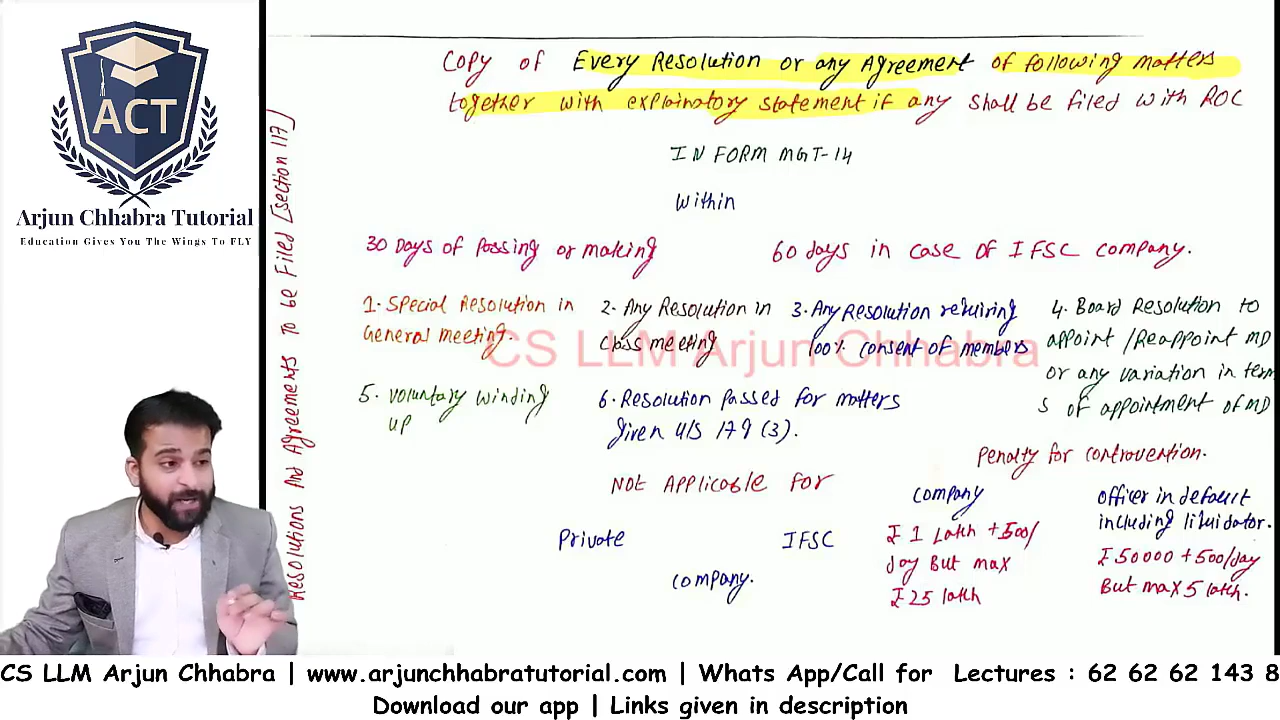 ACT
Arjun Chhabra Tutorial
Education Gives You The Wings To FLY
Resolutions And Agreements To be Filed [section 117]
Copy of Every Resolution or any Agreement of following matters
together with explainatory statement if any shall be filed with ROC
IN FORM MGT-14
Within
30 Days of Passing or making
60 days in case of IFSC company.
1. Special Resolution in
General meeting.
2. Any Resolution in
class meeting
3. Any Resolution requiring
100% consent of members
4. Board Resolution to
appoint /Reappoint MD
or any variation in term
s of appointment of MD
CS LLM Arjun Chhabra
5. Voluntary winding
up
6. Resolution passed for matters
given u/s 179 (3).
Not Applicable for
Private
IFSC
company.
Penalty for controvention.
company
₹ 1 Lakh +500/
day But max
₹ 25 lakh
officer in default
including liquidator.
₹ 50000 + 500/day
But max 5 lakh.
CS LLM Arjun Chhabra | www.arjunchhabratutorial.com | Whats App/Call for Lectures : 62 62 62 143 8
Download our app | Links given in description